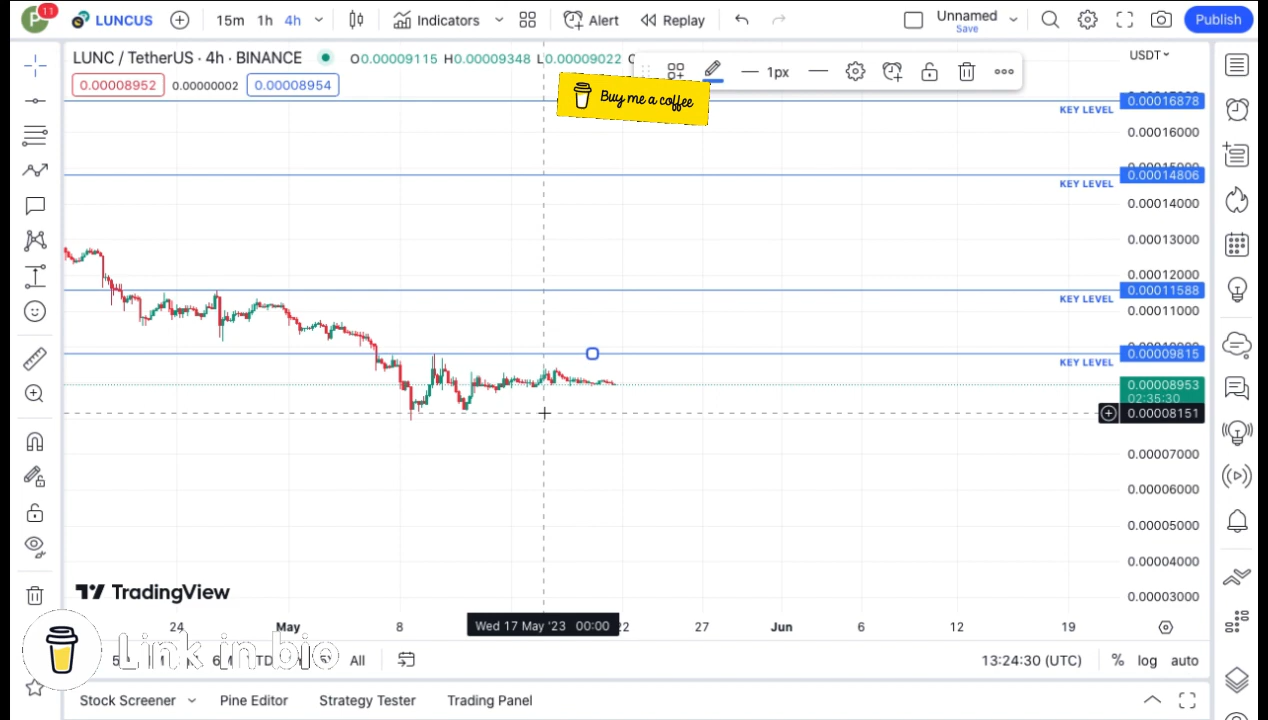 11
LUNCUS
15m 1h 4h
Indicators
Alert
Replay
Unnamed
Save
Publish
LUNC / TetherUS · 4h · BINANCE
O0.00009115 H0.00009348 L0.00009022
1px
USDT
0.00008952
0.00000002
0.00008954
Buy me a coffee
0.00016878
KEY LEVEL
0.00016000
0.00014806
KEY LEVEL
0.00014000
0.00013000
0.00012000
0.00011588
KEY LEVEL
0.00011000
0.00009815
KEY LEVEL
0.00008953
02:35:30
0.00008151
0.00007000
0.00006000
0.00005000
0.00004000
0.00003000
TradingView
24 May 8 Wed 17 May '23 00:00 22 27 Jun 6 12 19
Link in bio
All
13:24:30 (UTC) % log auto
Stock Screener
Pine Editor
Strategy Tester
Trading Panel